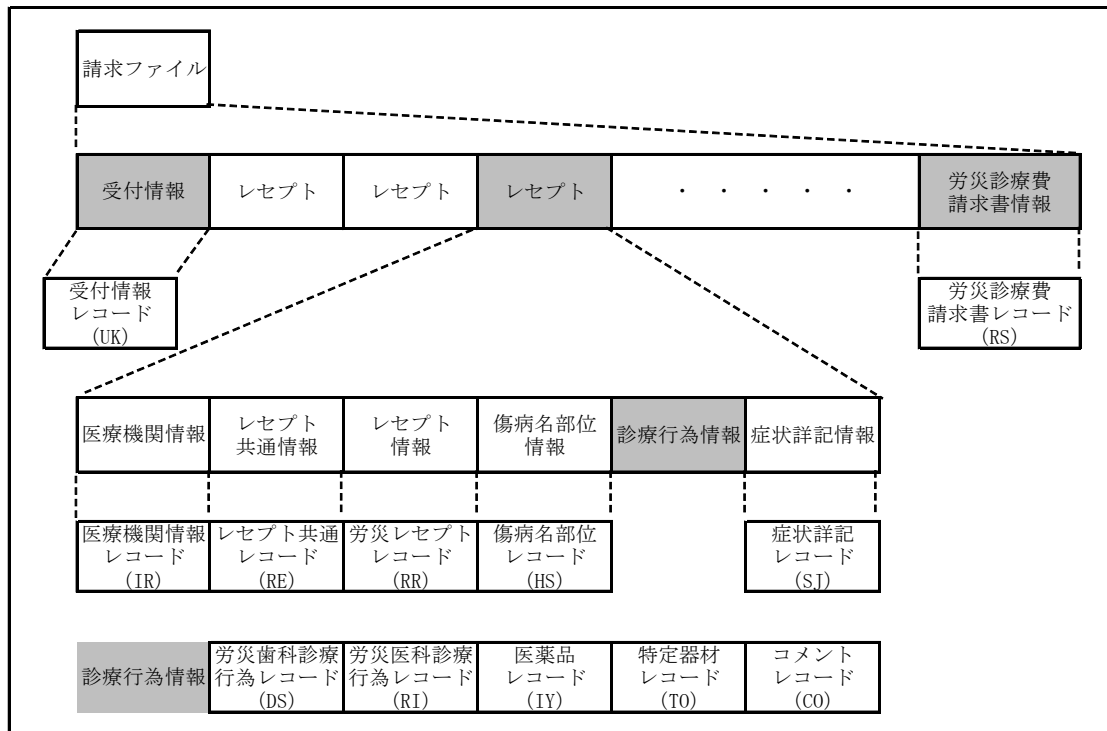 請求ファイル
受付情報
レセプト
レセプト
レセプト
・ ・ ・ ・ ・
労災診療費
請求書情報
受付情報
レコード
(UK)
労災診療費
請求書レコード
(RS)
医療機関情報
レセプト
共通情報
レセプト
情報
傷病名部位
情報
診療行為情報
症状詳記情報
医療機関情報
レコード
(IR)
レセプト共通
レコード
(RE)
労災レセプト
レコード
(RR)
傷病名部位
レコード
(HS)
症状詳記
レコード
(SJ)
診療行為情報
労災歯科診療
行為レコード
(DS)
労災医科診療
行為レコード
(RI)
医薬品
レコード
(IY)
特定器材
レコード
(TO)
コメント
レコード
(CO)